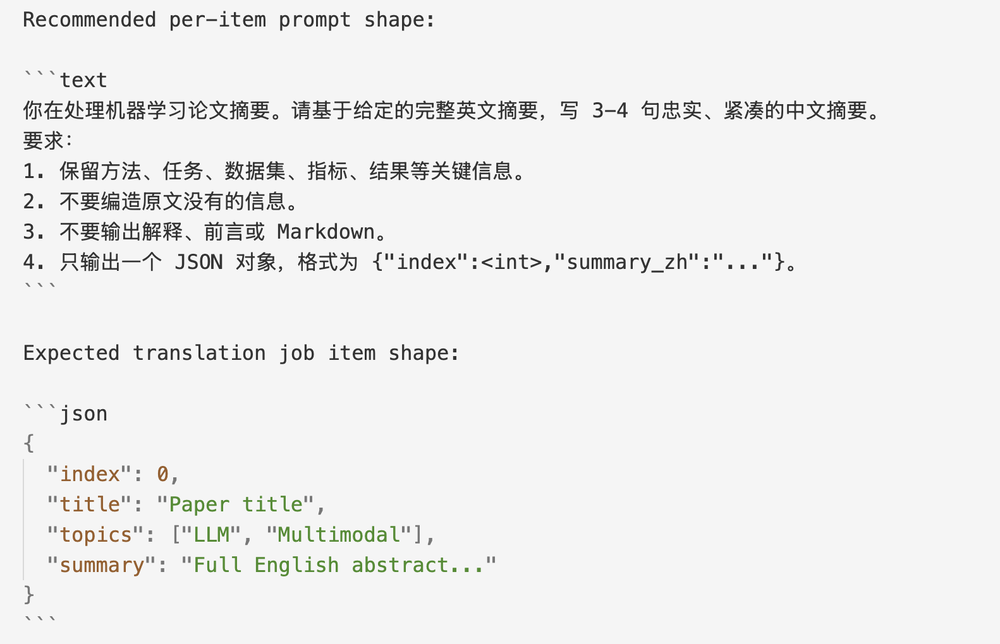 Recommended per-item prompt shape:
```text
你在处理机器学习论文摘要。请基于给定的完整英文摘要，写 3-4 句忠实、紧凑的中文摘要。
要求：
1. 保留方法、任务、数据集、指标、结果等关键信息。
2. 不要编造原文没有的信息。
3. 不要输出解释、前言或 Markdown。
4. 只输出一个 JSON 对象，格式为 {"index":<int>,"summary_zh":"..."}。
```
Expected translation job item shape:
```json
{
  "index": 0,
  "title": "Paper title",
  "topics": ["LLM", "Multimodal"],
  "summary": "Full English abstract..."
}
```